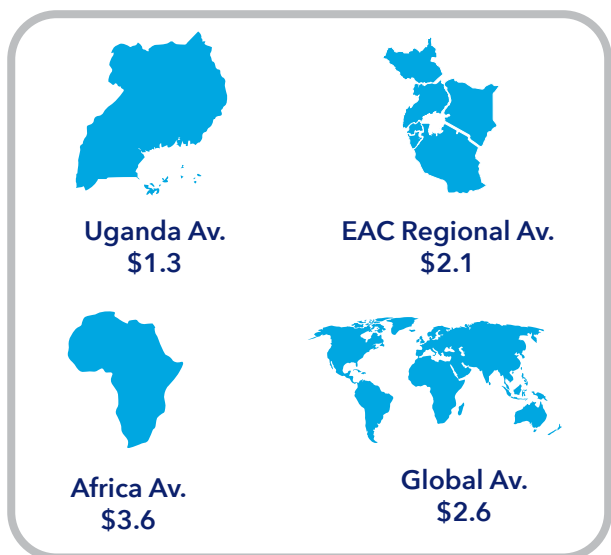 Uganda Av.
$1.3
EAC Regional Av.
$2.1
Africa Av.
$3.6
Global Av.
$2.6